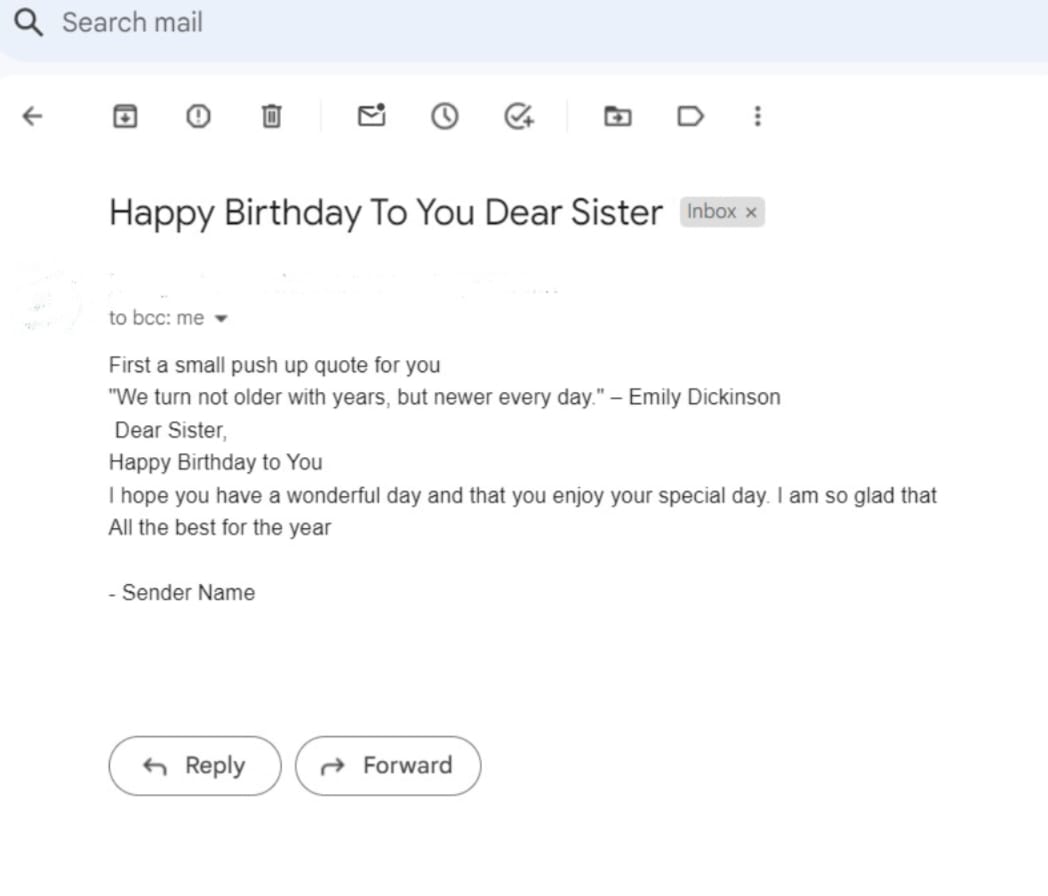 Search mail
Happy Birthday To You Dear Sister Inbox ×
to bcc: me
First a small push up quote for you
"We turn not older with years, but newer every day." – Emily Dickinson
Dear Sister,
Happy Birthday to You
I hope you have a wonderful day and that you enjoy your special day. I am so glad that
All the best for the year
- Sender Name
Reply Forward